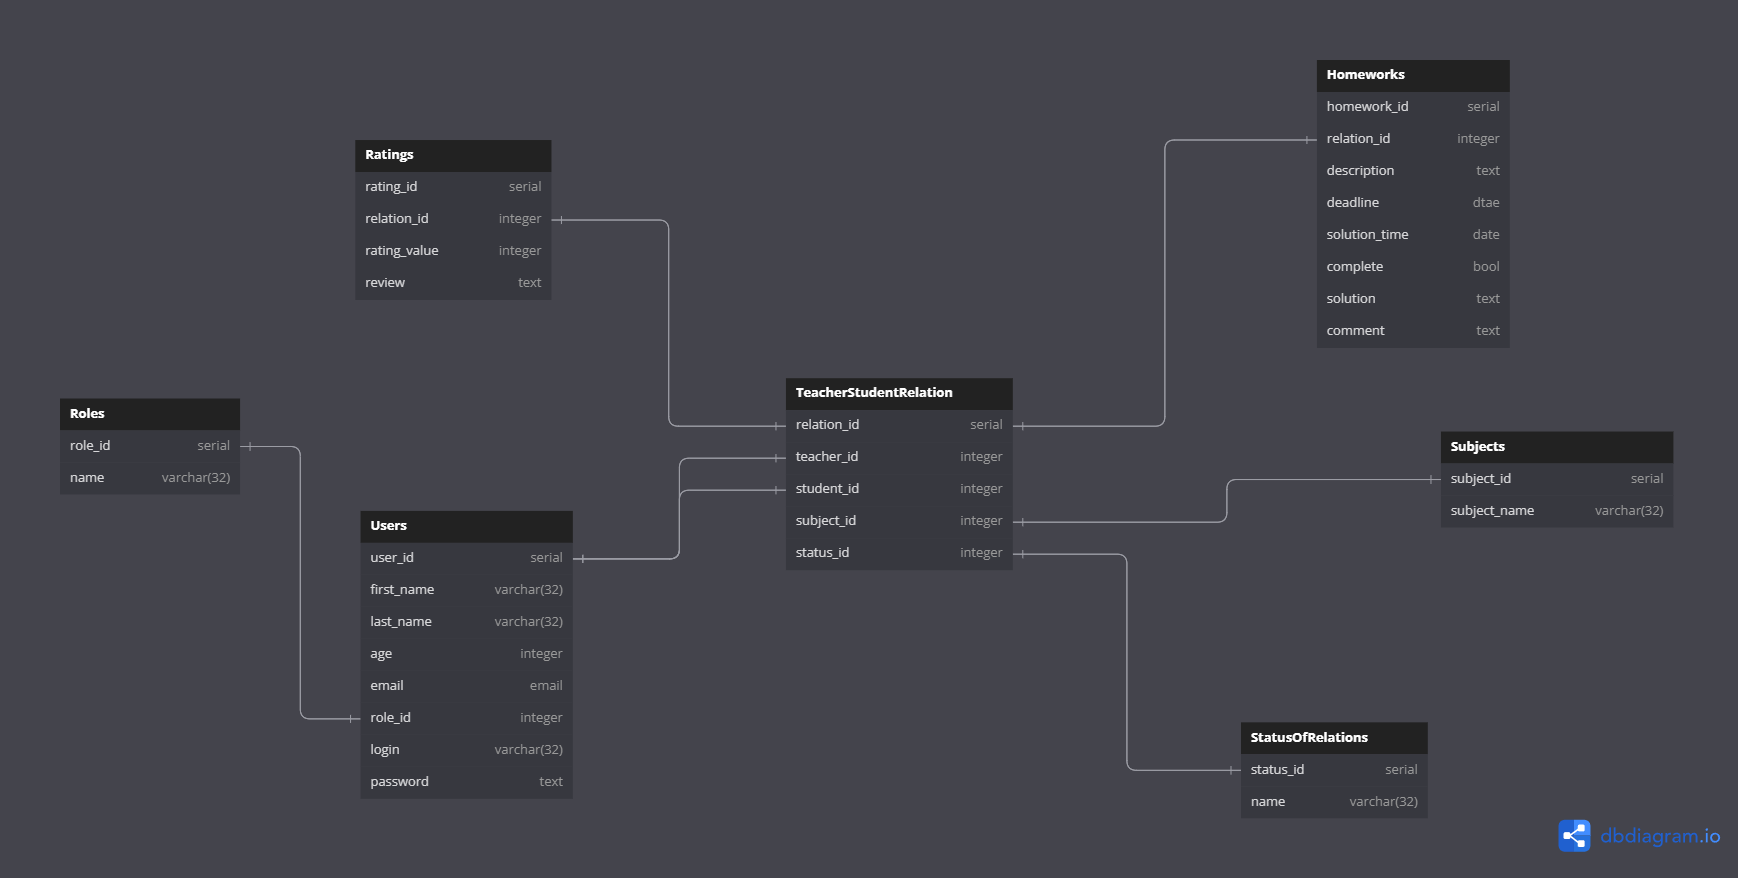 Homeworks
homework_id serial
relation_id integer
description text
deadline dtae
solution_time date
complete bool
solution text
comment text
Ratings
rating_id serial
relation_id integer
rating_value integer
review text
TeacherStudentRelation
relation_id serial
teacher_id integer
student_id integer
subject_id integer
status_id integer
Roles
role_id serial
name varchar(32)
Subjects
subject_id serial
subject_name varchar(32)
Users
user_id serial
first_name varchar(32)
last_name varchar(32)
age integer
email email
role_id integer
login varchar(32)
password text
StatusOfRelations
status_id serial
name varchar(32)
dbdiagram.io